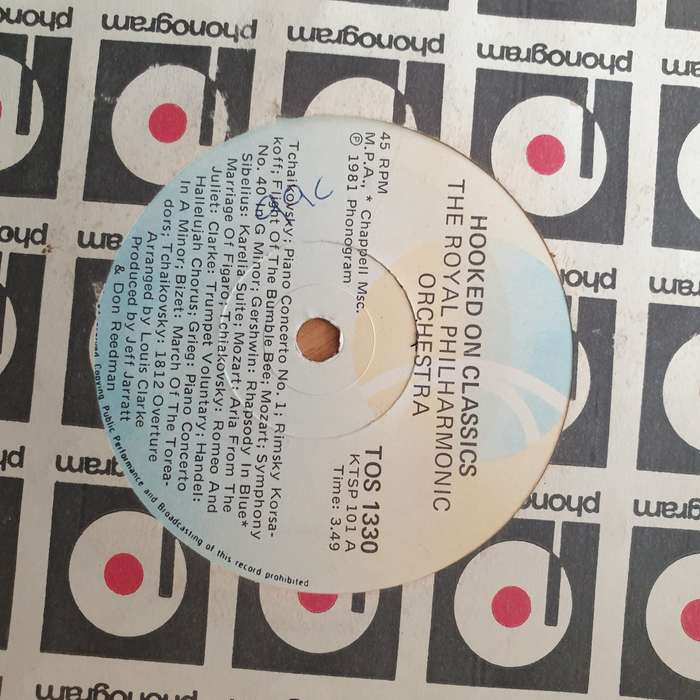 HOOKED ON CLASSICS
THE ROYAL PHILHARMONIC
ORCHESTRA
45 RPM
M.P.A., * Chappell Msc.
℗ 1981 Phonogram
TOS 1330
KTSP 101 A
Time: 3.49
Tchaikovsky; Piano Concerto No. 1; Rimsky Korsa-
koff; Flight Of The Bumble Bee; Mozart; Symphony
No. 40 In G Minor; Gershwin: Rhapsody In Blue*
Sibelius: Karelia Suite; Mozart: Aria From The
Marriage Of Figaro; Tchiakovsky: Romeo And
Juliet: Clarke: Trumpet Voluntary; Handel:
Hallelujah Chorus; Grieg: Piano Concerto
In A Minor; Bizet: March Of The Torea-
dors; Tchaikovsky: 1812 Overture
Arranged by Louis Clarke
Produced by Jeff Jarratt
& Don Reedman
Copying Public Performance and Broadcasting of this record prohibited
phonogram
phonogram
phonogram
phonogram
phonogram
phonogram
phonogram